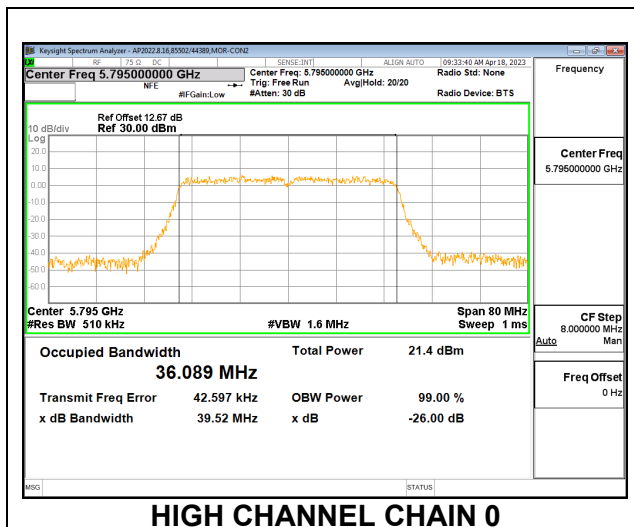 Keysight Spectrum Analyzer - AP2022.8.16,85502/44389,MOR-CON2
RF 75 Ω DC SENSE:INT ALIGN AUTO 09:33:40 AM Apr 18, 2023
Center Freq 5.795000000 GHz Center Freq: 5.795000000 GHz Radio Std: None Frequency
NFE Trig: Free Run Avg|Hold: 20/20
#IFGain:Low #Atten: 30 dB Radio Device: BTS
Ref Offset 12.67 dB
10 dB/div Ref 30.00 dBm
Log
20.0
10.0
0.00
-10.0
-20.0
-30.0
-40.0
-50.0
-60.0
Center Freq
5.795000000 GHz
Center 5.795 GHz Span 80 MHz
#Res BW 510 kHz #VBW 1.6 MHz Sweep 1 ms
CF Step
8.000000 MHz
Auto Man
Occupied Bandwidth Total Power 21.4 dBm
36.089 MHz
Freq Offset
0 Hz
Transmit Freq Error 42.597 kHz OBW Power 99.00 %
x dB Bandwidth 39.52 MHz x dB -26.00 dB
MSG STATUS
HIGH CHANNEL CHAIN 0